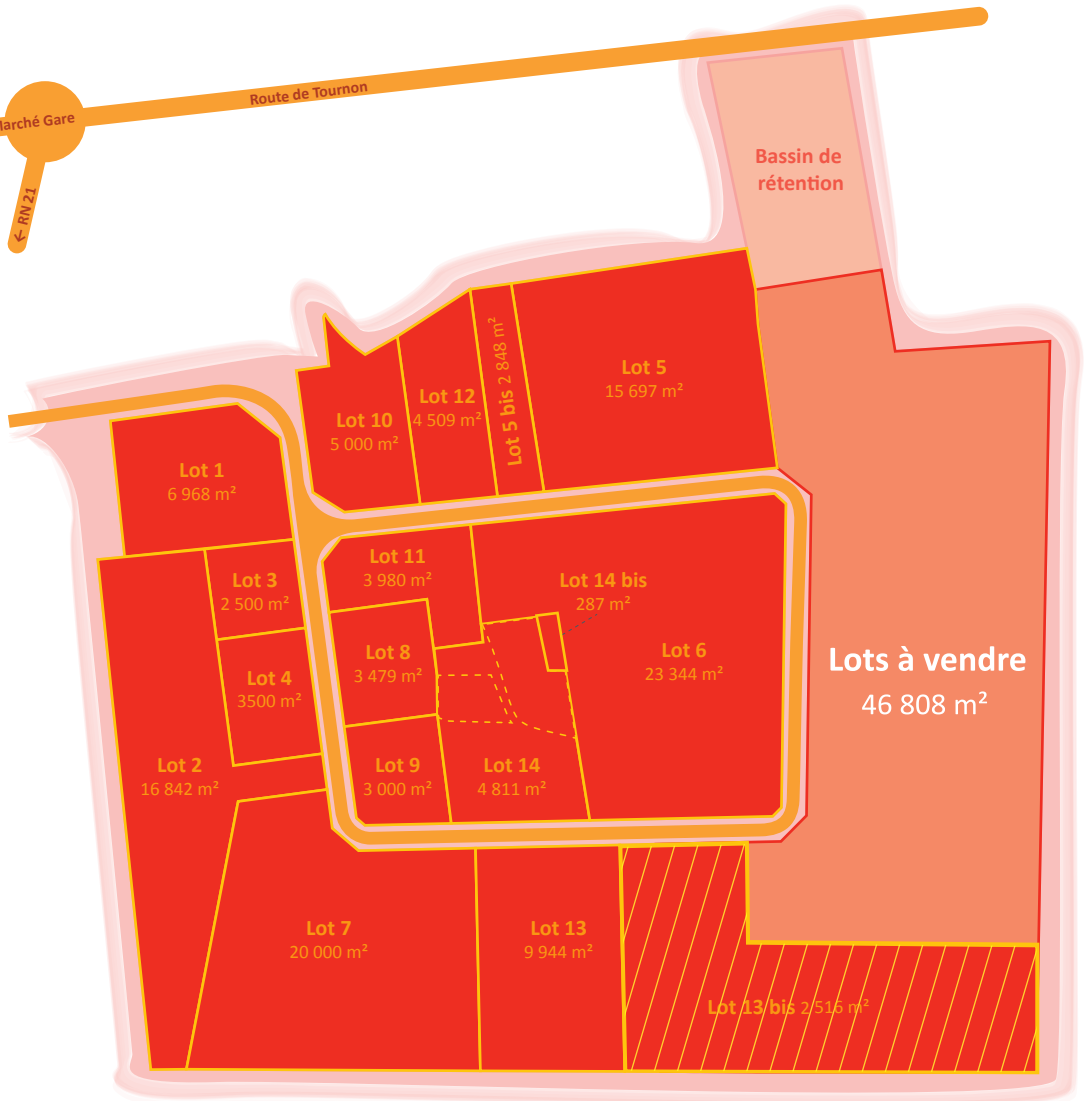 Route de Tournon
Marché Gare
← RN 21
Bassin de
rétention
Lot 5
15 697 m²
Lot 5 bis 2 848 m²
Lot 12
4 509 m²
Lot 10
5 000 m²
Lot 1
6 968 m²
Lot 11
3 980 m²
Lot 14 bis
287 m²
Lot 3
2 500 m²
Lot 8
3 479 m²
Lot 6
23 344 m²
Lots à vendre
46 808 m²
Lot 4
3500 m²
Lot 2
16 842 m²
Lot 9
3 000 m²
Lot 14
4 811 m²
Lot 7
20 000 m²
Lot 13
9 944 m²
Lot 13 bis 2 516 m²